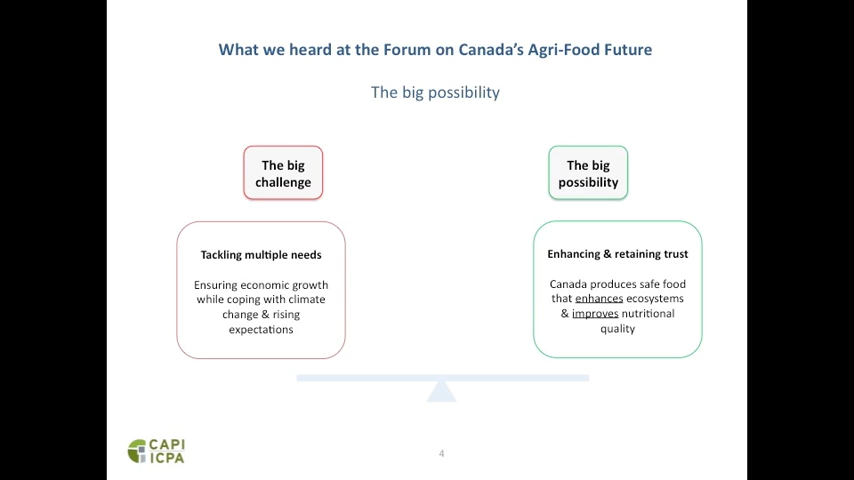 What we heard at the Forum on Canada's Agri-Food Future
The big possibility
The big
challenge
The big
possibility
Tackling multiple needs
Ensuring economic growth
while coping with climate
change & rising
expectations
Enhancing & retaining trust
Canada produces safe food
that enhances ecosystems
& improves nutritional
quality
CAPI
ICPA
4